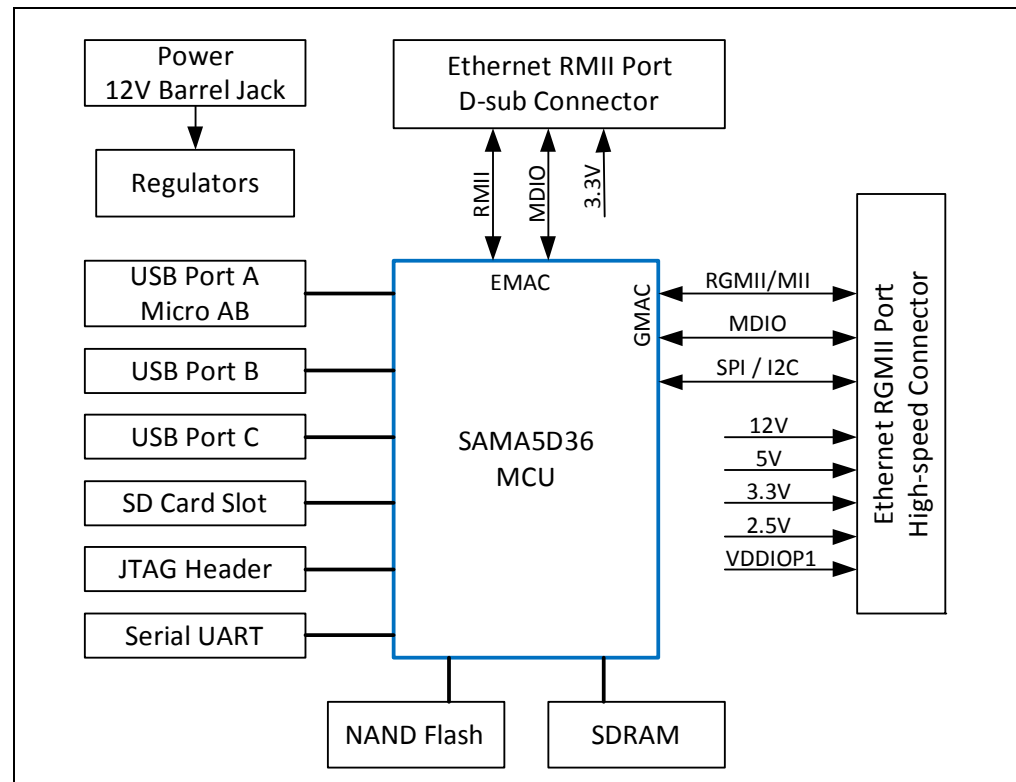 Power
12V Barrel Jack
Regulators
Ethernet RMII Port
D-sub Connector
RMII
MDIO
3.3V
USB Port A
Micro AB
USB Port B
USB Port C
SD Card Slot
JTAG Header
Serial UART
EMAC
GMAC
SAMA5D36
MCU
RGMII/MII
MDIO
SPI / I2C
12V
5V
3.3V
2.5V
VDDIOP1
Ethernet RGMII Port
High-speed Connector
NAND Flash
SDRAM